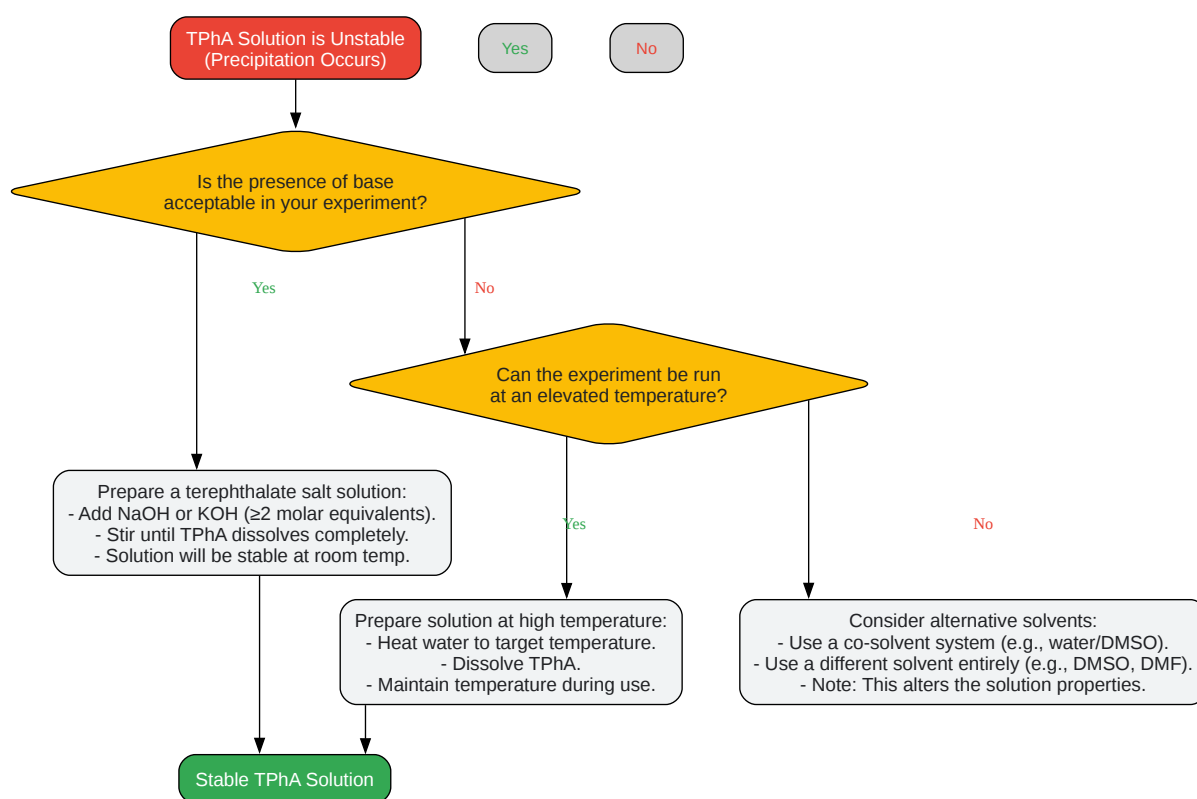 TPhA Solution is Unstable
(Precipitation Occurs)
Yes
No
Is the presence of base
acceptable in your experiment?
Yes
No
Can the experiment be run
at an elevated temperature?
Prepare a terephthalate salt solution:
- Add NaOH or KOH (≥2 molar equivalents).
- Stir until TPhA dissolves completely.
- Solution will be stable at room temp.
Yes
No
Prepare solution at high temperature:
- Heat water to target temperature.
- Dissolve TPhA.
- Maintain temperature during use.
Consider alternative solvents:
- Use a co-solvent system (e.g., water/DMSO).
- Use a different solvent entirely (e.g., DMSO, DMF).
- Note: This alters the solution properties.
Stable TPhA Solution